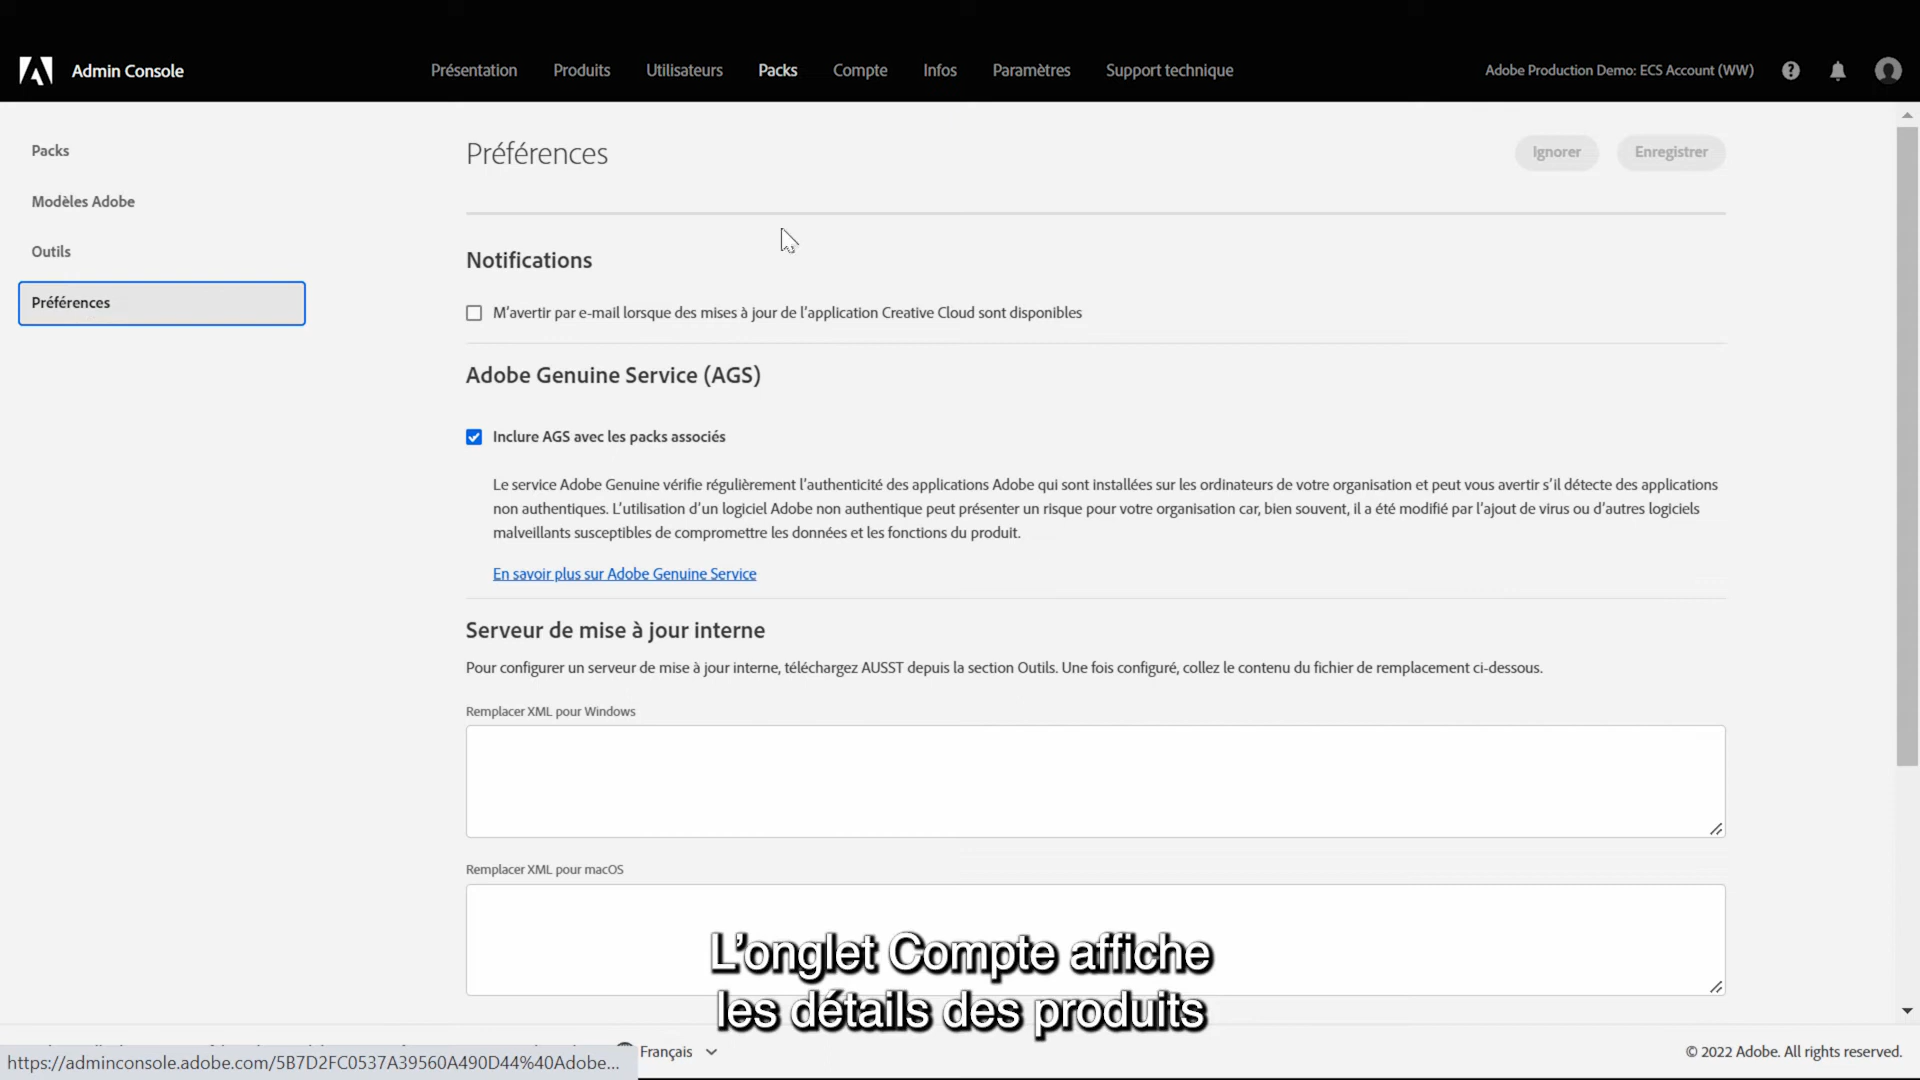 Admin Console
Présentation
Produits
Utilisateurs
Packs
Compte
Infos
Paramètres
Support technique
Adobe Production Demo: ECS Account (WW)
Packs
Modèles Adobe
Outils
Préférences
Préférences
Ignorer
Enregistrer
Notifications
M'avertir par e-mail lorsque des mises à jour de l'application Creative Cloud sont disponibles
Adobe Genuine Service (AGS)
Inclure AGS avec les packs associés
Le service Adobe Genuine vérifie régulièrement l'authenticité des applications Adobe qui sont installées sur les ordinateurs de votre organisation et peut vous avertir s'il détecte des applications
non authentiques. L'utilisation d'un logiciel Adobe non authentique peut présenter un risque pour votre organisation car, bien souvent, il a été modifié par l'ajout de virus ou d'autres logiciels
malveillants susceptibles de compromettre les données et les fonctions du produit.
En savoir plus sur Adobe Genuine Service
Serveur de mise à jour interne
Pour configurer un serveur de mise à jour interne, téléchargez AUSST depuis la section Outils. Une fois configuré, collez le contenu du fichier de remplacement ci-dessous.
Remplacer XML pour Windows
Remplacer XML pour macOS
L'onglet Compte affiche
les détails des produits
Français
https://adminconsole.adobe.com/5B7D2FC0537A39560A490D44%40Adobe...
© 2022 Adobe. All rights reserved.